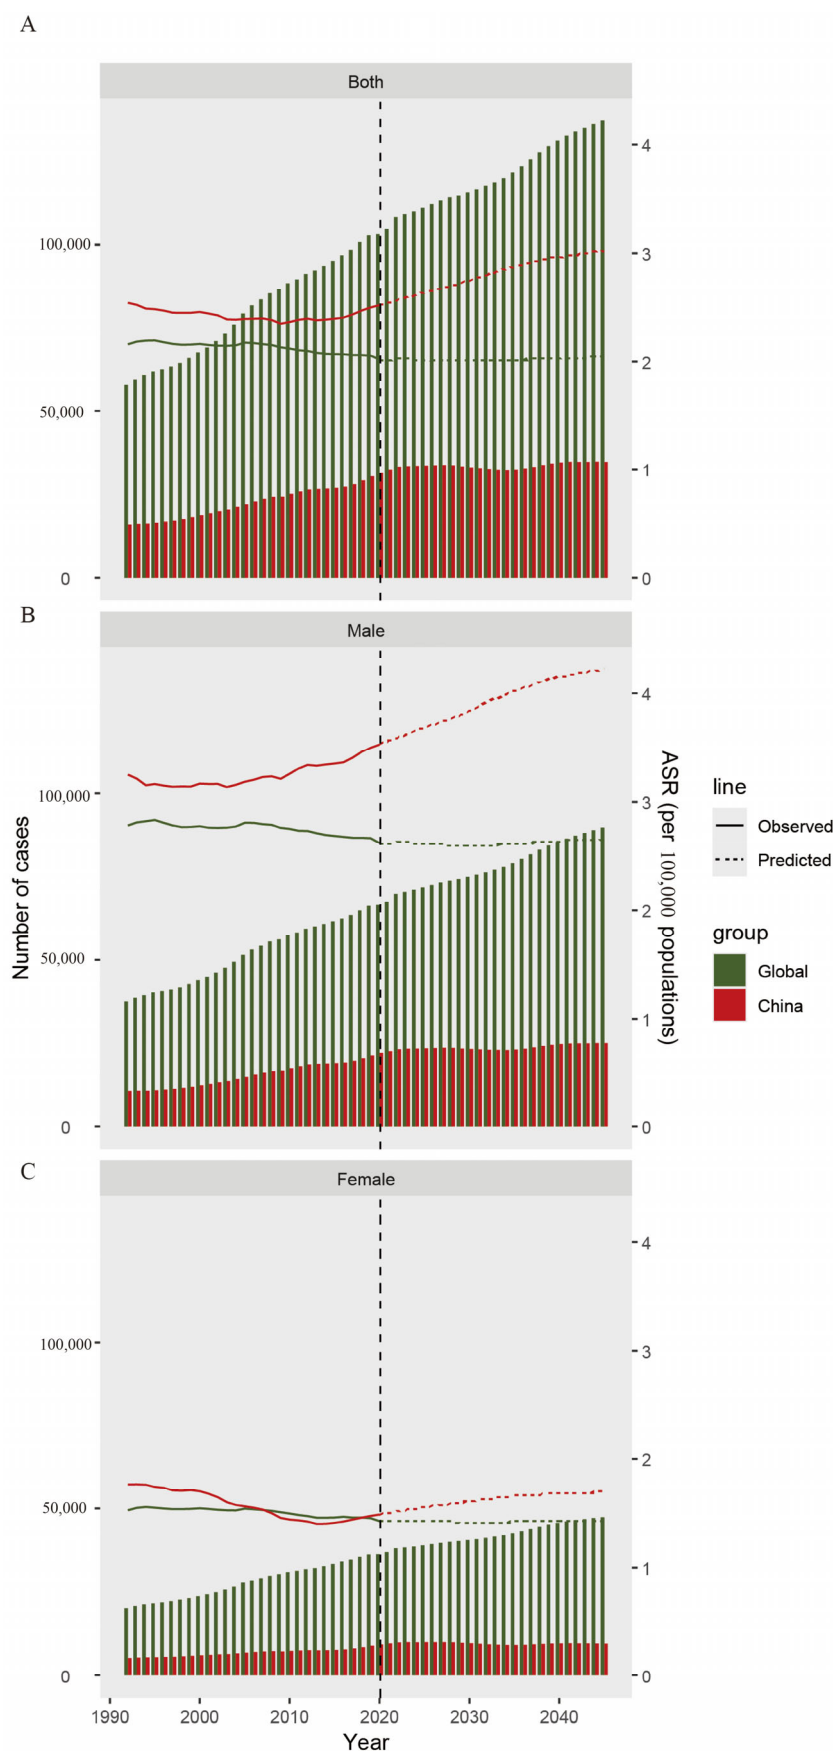 A
Both
100,000
50,000
0
4
3
2
1
0
B
Male
100,000
50,000
0
4
3
2
1
0
Number of cases
ASR (per 100,000 populations)
line
Observed
Predicted
group
Global
China
C
Female
100,000
50,000
0
4
3
2
1
0
1990 2000 2010 2020 2030 2040
Year